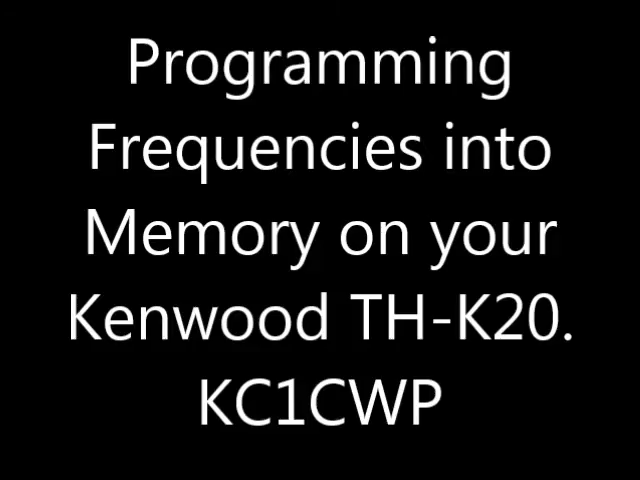 Programming
Frequencies into
Memory on your
Kenwood TH-K20.
KC1CWP